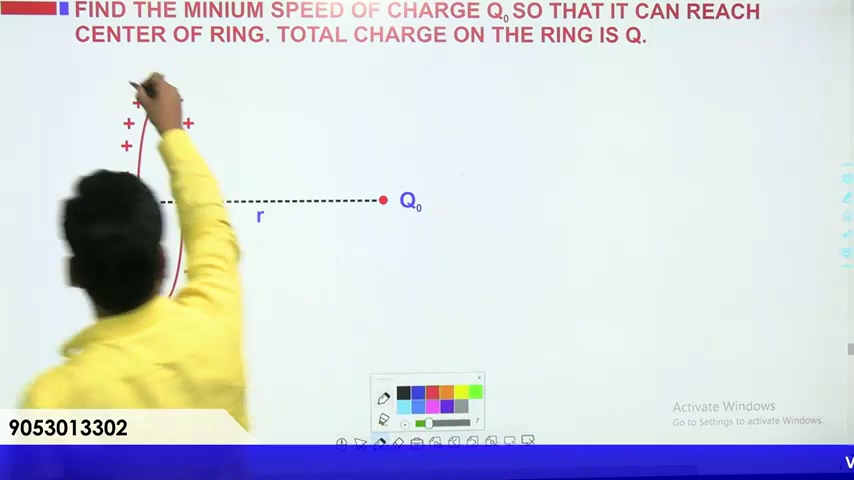 FIND THE MINIUM SPEED OF CHARGE Q₀ SO THAT IT CAN REACH
CENTER OF RING. TOTAL CHARGE ON THE RING IS Q.
+
+ +
+
Q₀
r
Activate Windows
Go to Settings to activate Windows.
7
9053013302
V